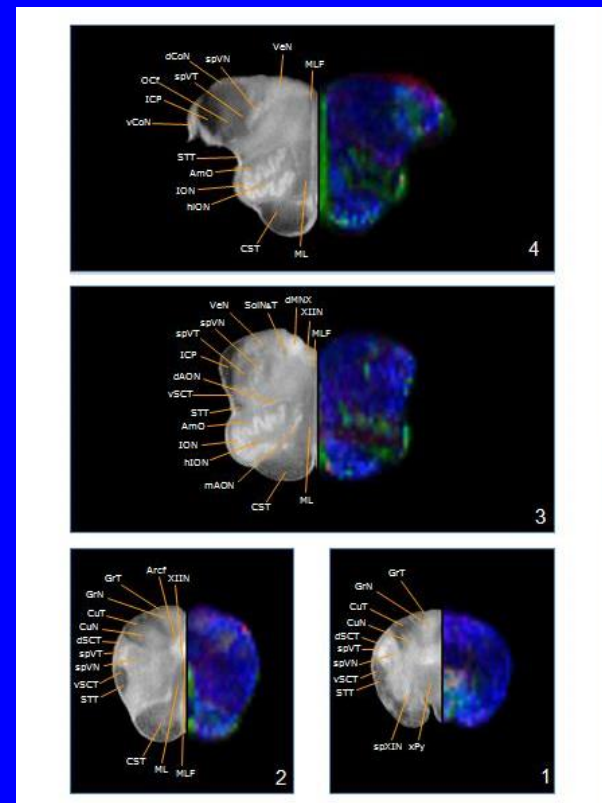 VeN
dCoN
spVN
MLF
OCf
spVT
ICP
vCoN
STT
AmO
ION
hION
CST
ML
4
dMNX
VeN
SolN&T
XIIN
spVN
MLF
spVT
ICP
dAON
vSCT
STT
AmO
ION
hION
mAON
CST
ML
3
Arcf
GrT
XIIN
GrN
CuT
CuN
dSCT
spVT
spVN
vSCT
STT
CST
ML
MLF
2
GrT
GrN
CuT
CuN
dSCT
spVT
spVN
vSCT
STT
spXIN
xPy
1